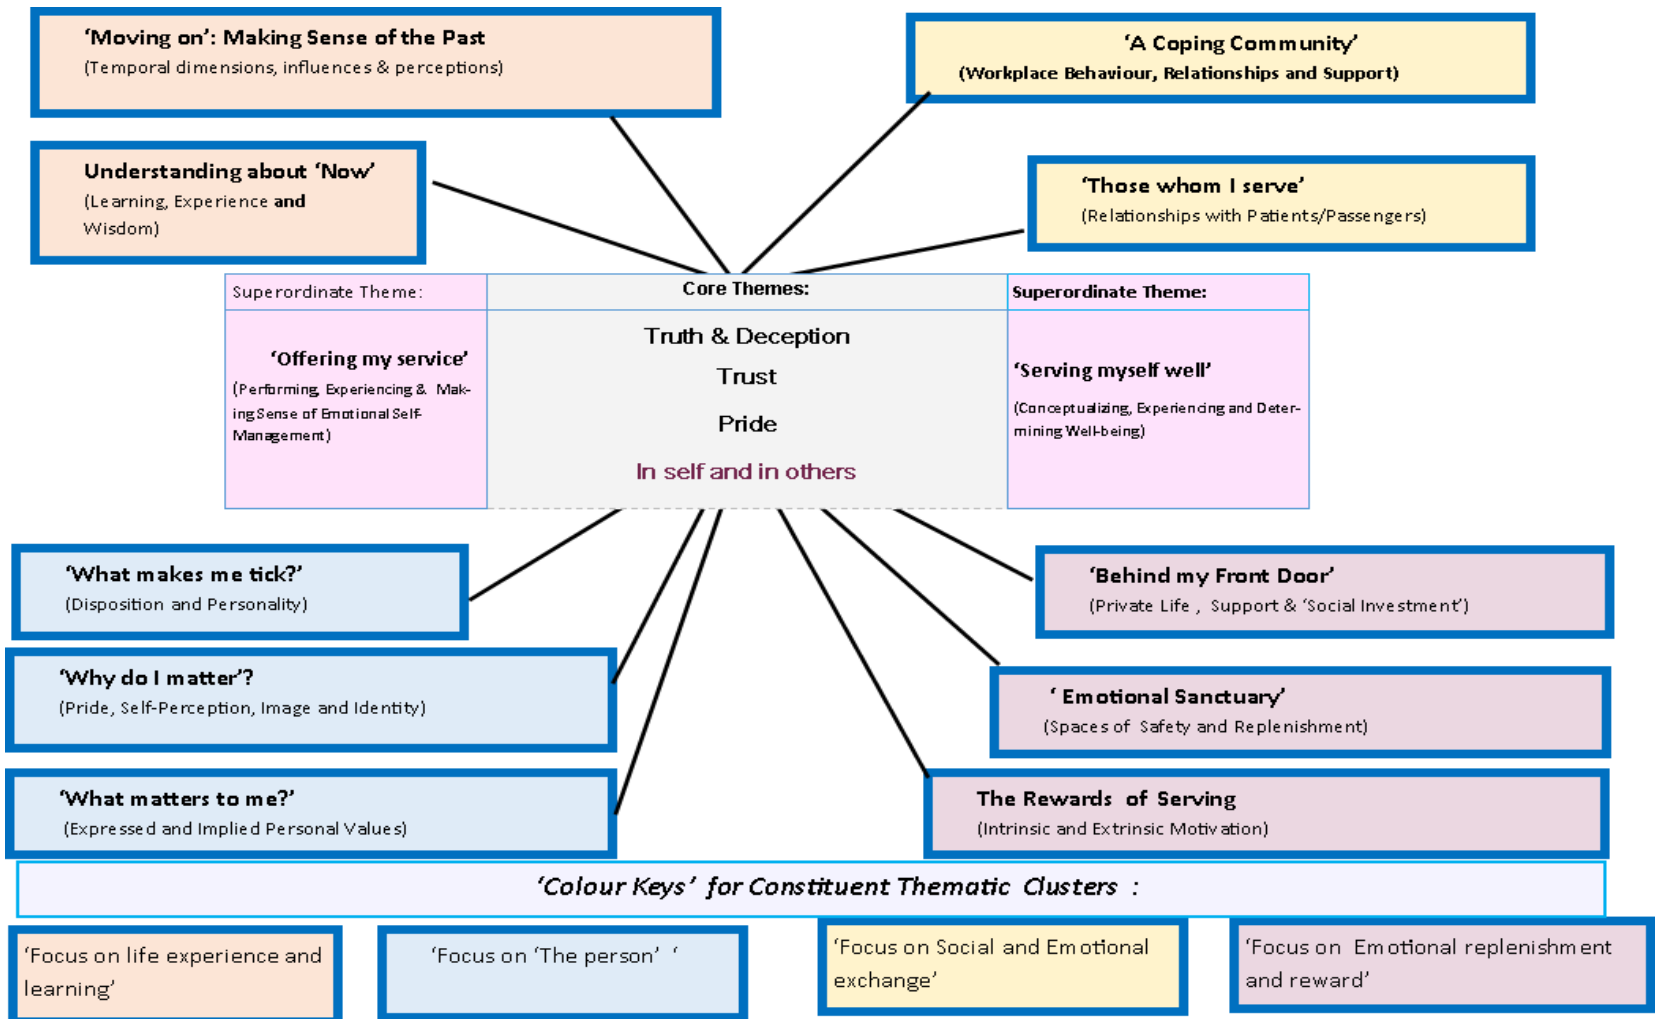 ‘Moving on’: Making Sense of the Past
(Temporal dimensions, influences & perceptions)
‘A Coping Community’
(Workplace Behaviour, Relationships and Support)
Understanding about ‘Now’
(Learning, Experience and
Wisdom)
‘Those whom I serve’
(Relationships with Patients/Passengers)
Superordinate Theme:
‘Offering my service’
(Performing, Experiencing & Mak-
ing Sense of Emotional Self-
Management)
Core Themes:
Truth & Deception
Trust
Pride
In self and in others
Superordinate Theme:
‘Serving myself well’
(Conceptualizing, Experiencing and Deter-
mining Well-being)
‘What makes me tick?’
(Disposition and Personality)
‘Why do I matter’?
(Pride, Self-Perception, Image and Identity)
‘What matters to me?’
(Expressed and Implied Personal Values)
‘Behind my Front Door’
(Private Life , Support & ‘Social Investment’)
‘ Emotional Sanctuary’
(Spaces of Safety and Replenishment)
The Rewards of Serving
(Intrinsic and Extrinsic Motivation)
‘Colour Keys’ for Constituent Thematic Clusters :
‘Focus on life experience and
learning’
‘Focus on ‘The person’ ‘
‘Focus on Social and Emotional
exchange’
‘Focus on Emotional replenishment
and reward’